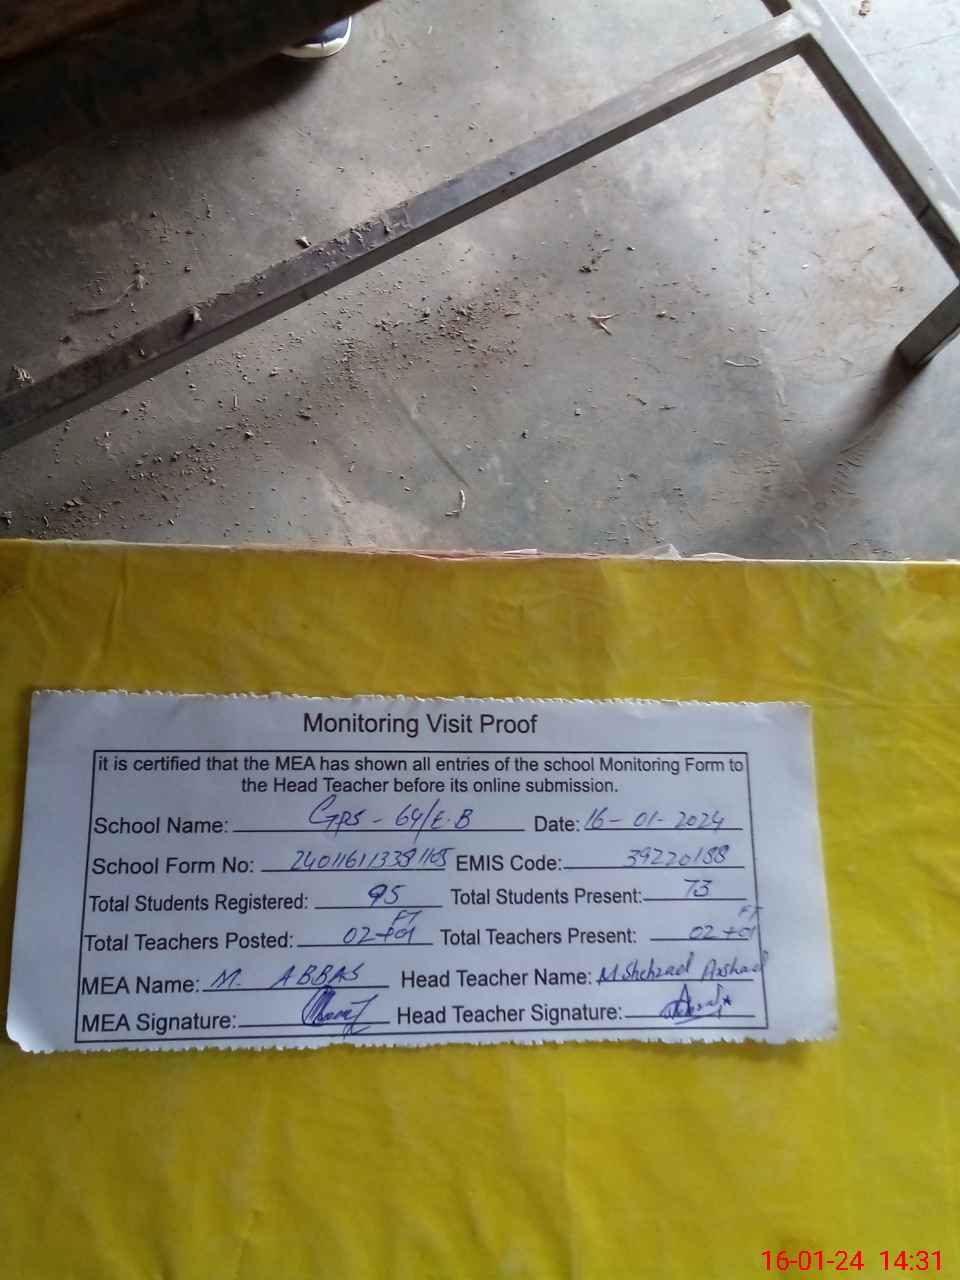 Monitoring Visit Proof
it is certified that the MEA has shown all entries of the school Monitoring Form to
the Head Teacher before its online submission.
School Name: GPS - 64/E.B Date: 16-01-2024
School Form No: EMIS Code: 39220188
Total Students Registered: 95 Total Students Present: 73
Total Teachers Posted: 02+01 FT Total Teachers Present: 02+01 FT
MEA Name: M. ABBAS Head Teacher Name: M Shehzad Arshad
MEA Signature: Head Teacher Signature:
16-01-24 14:31